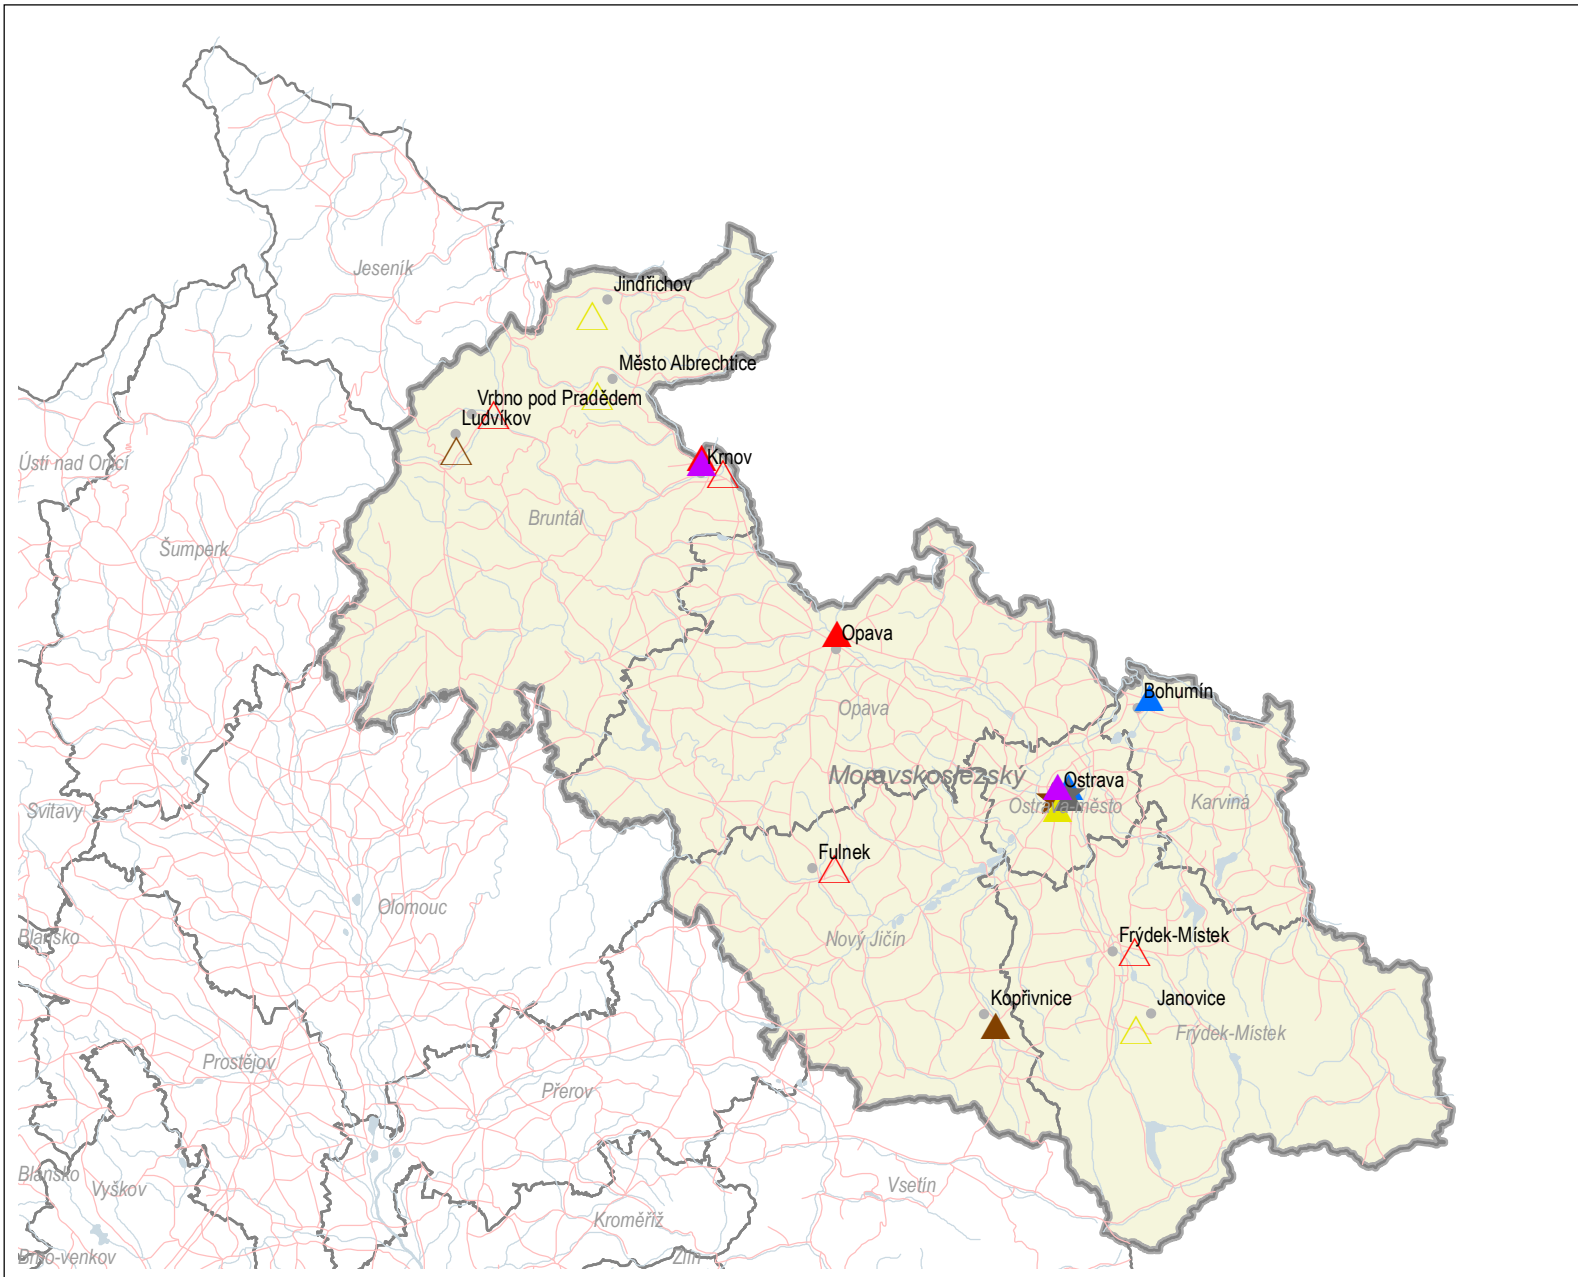 Jeseník
Jindřichov
Město Albrechtice
Vrbno pod Pradědem
Ludvíkov
Krnov
Ústí nad Orlicí
Bruntál
Šumperk
Opava
Bohumín
Opava
Moravskoslezský
Ostrava
Ostrava-město
Karviná
Svitavy
Fulnek
Olomouc
Blansko
Nový Jičín
Frýdek-Místek
Kopřivnice
Janovice
Frýdek-Místek
Prostějov
Přerov
Blansko
Vyškov
Vsetín
Kroměříž
Brno-venkov
Zlín